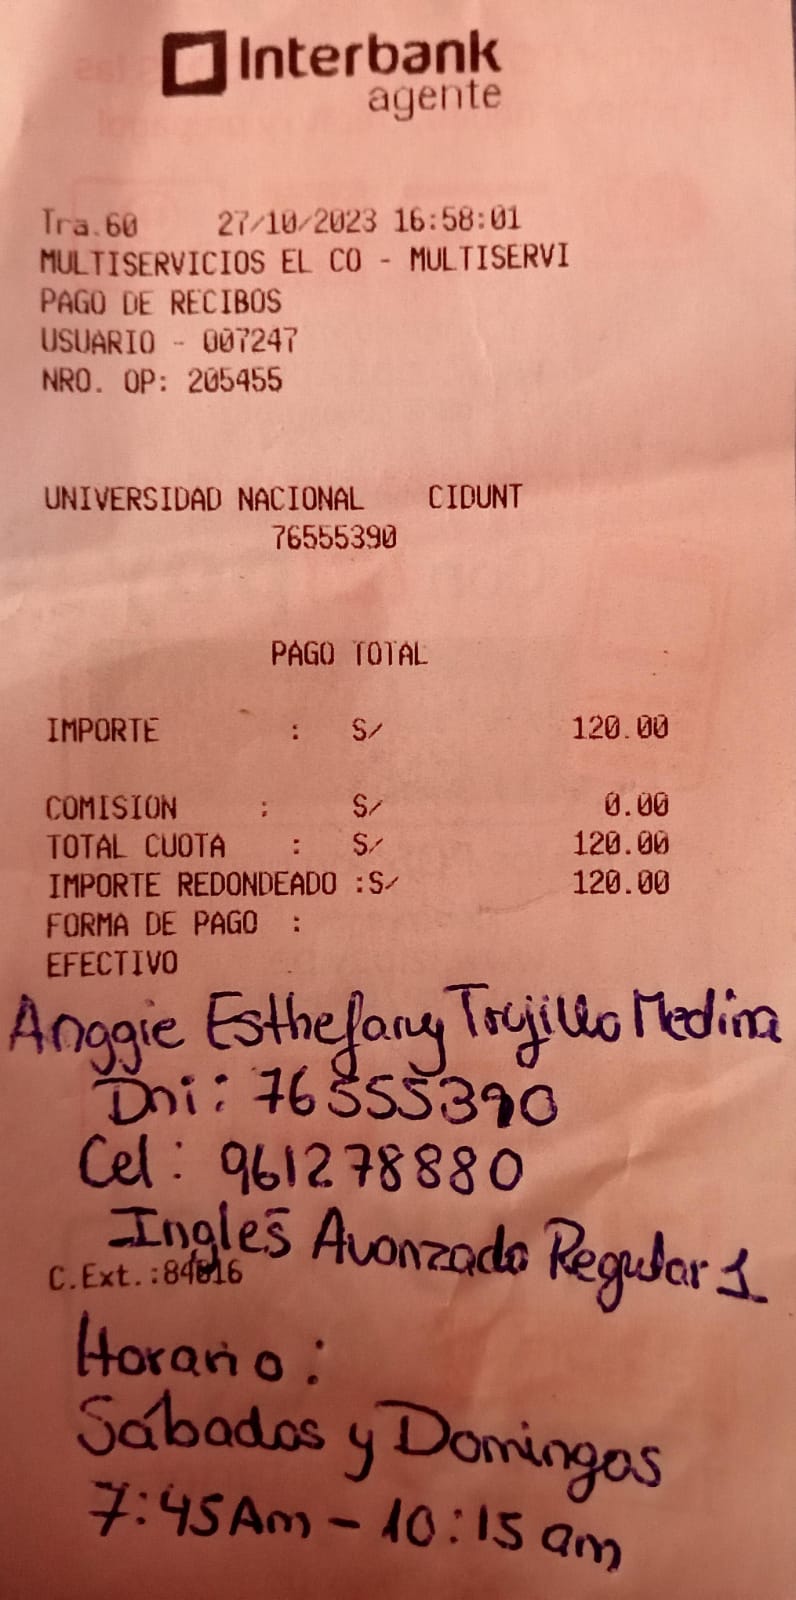 Interbank
agente
Tra.60 27/10/2023 16:58:01
MULTISERVICIOS EL CO - MULTISERVI
PAGO DE RECIBOS
USUARIO - 007247
NRO. OP: 205455
UNIVERSIDAD NACIONAL CIDUNT
76555390
PAGO TOTAL
IMPORTE : S/ 120.00
COMISION : S/ 0.00
TOTAL CUOTA : S/ 120.00
IMPORTE REDONDEADO :S/ 120.00
FORMA DE PAGO :
EFECTIVO
Anggie Esthefany Trujillo Medina
Dni: 76555390
Cel: 961278880
Inglés Avanzado Regular 1
C.Ext.:84816
Horario:
Sábados y Domingos
7:45Am - 10:15 am